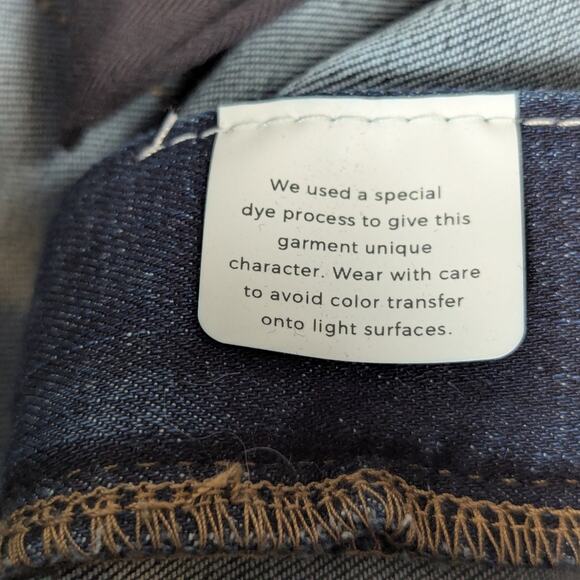 We used a special
dye process to give this
garment unique
character. Wear with care
to avoid color transfer
onto light surfaces.